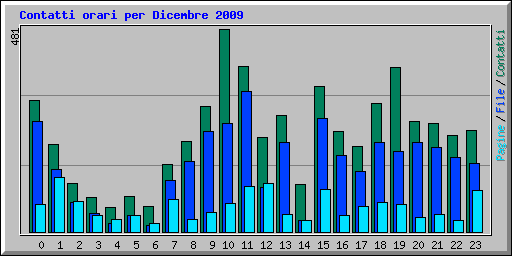 Contatti orari per Dicembre 2009
481
Pagine/File/Contatti
0 1 2 3 4 5 6 7 8 9 10 11 12 13 14 15 16 17 18 19 20 21 22 23